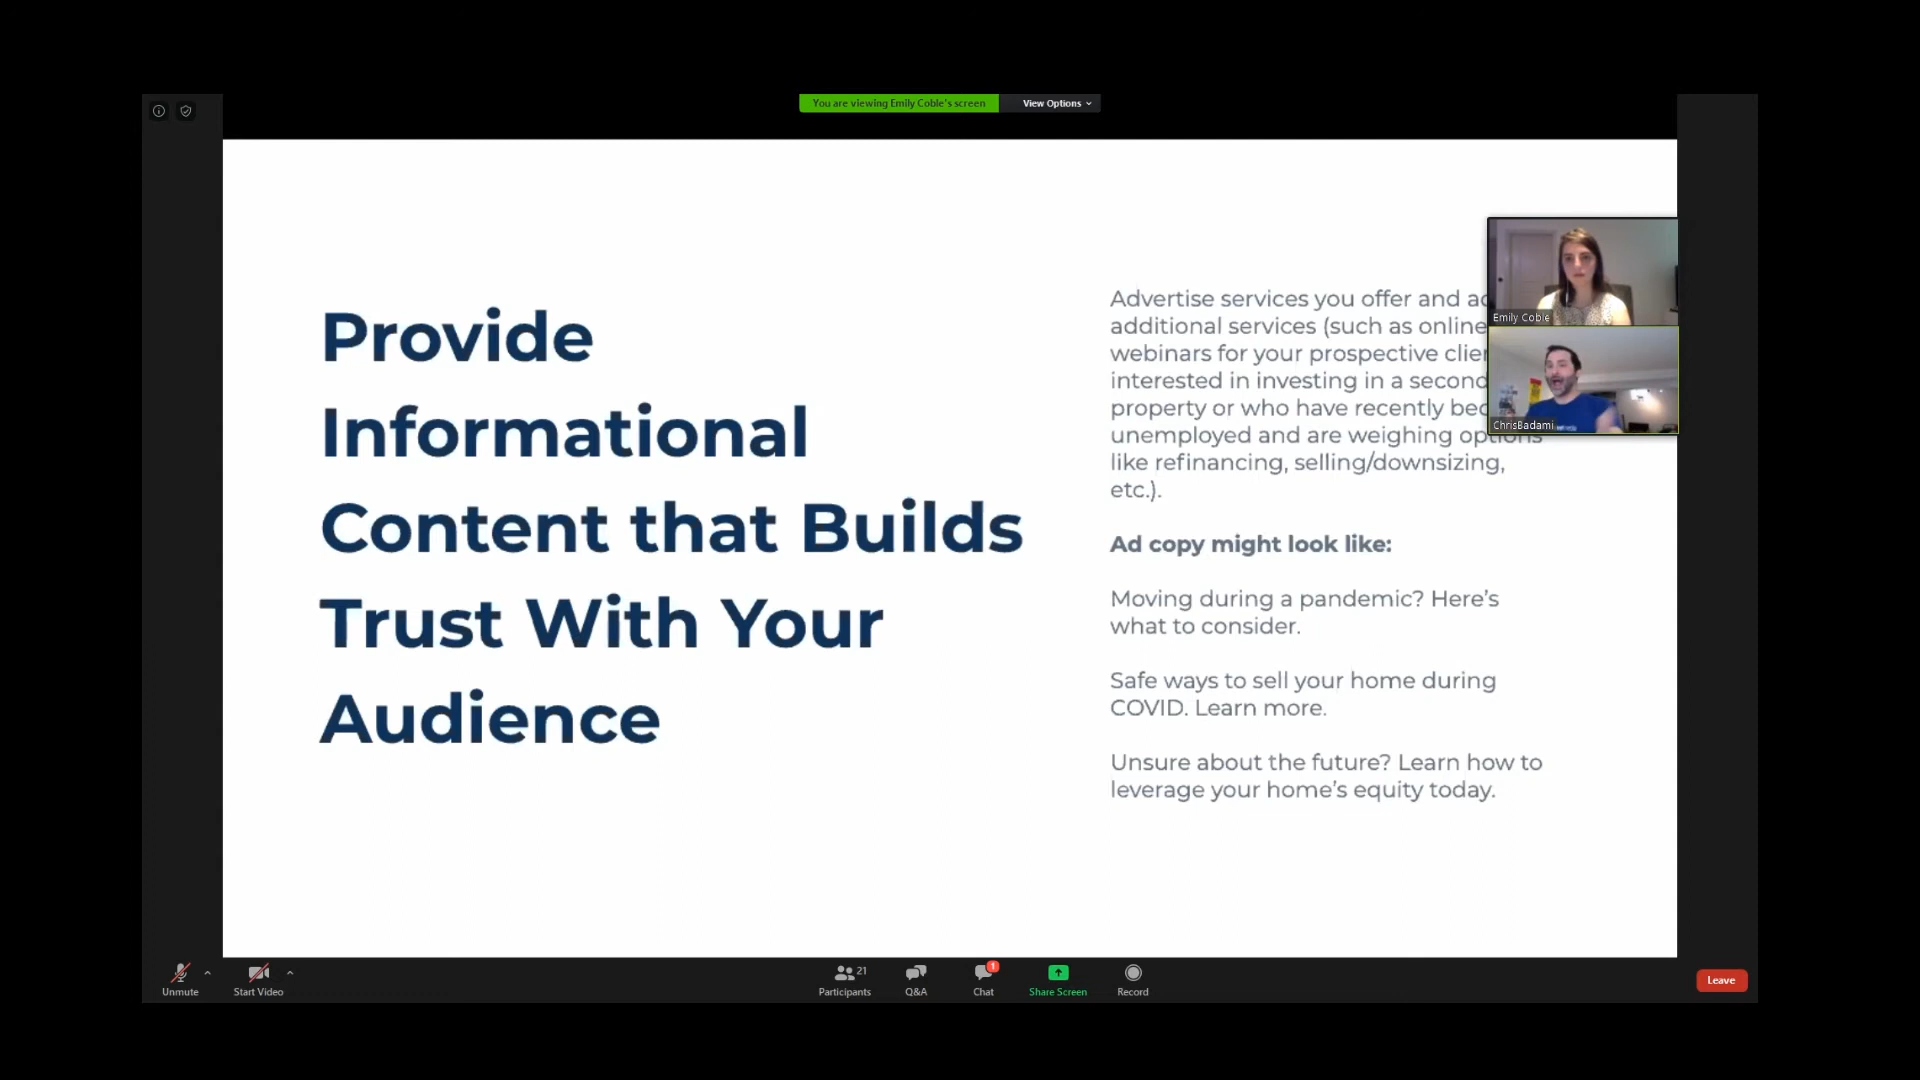 You are viewing Emily Coble's screen
View Options
Provide
Informational
Content that Builds
Trust With Your
Audience
Advertise services you offer and
additional services (such as online
webinars for your prospective
interested in investing in a second
property or who have recently
unemployed and are weighing options
like refinancing, selling/downsizing,
etc.).
Ad copy might look like:
Moving during a pandemic? Here's
what to consider.
Safe ways to sell your home during
COVID. Learn more.
Unsure about the future? Learn how to
leverage your home's equity today.
Emily Coble
ChrisBadami
Unmute
Start Video
21
Participants
Q&A
1
Chat
Share Screen
Record
Leave